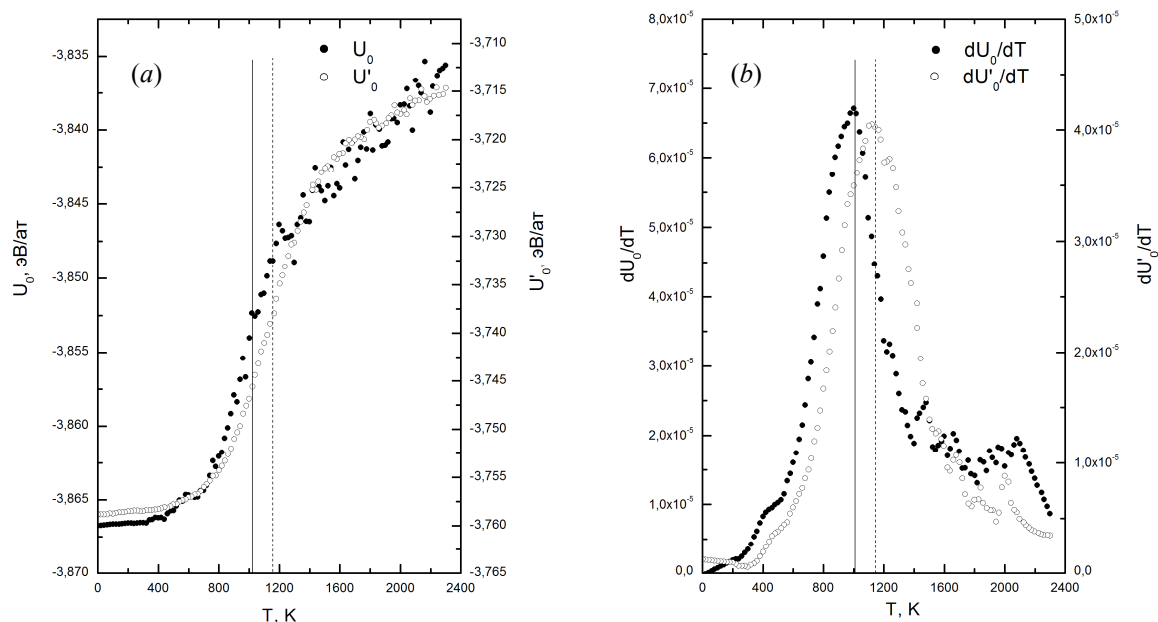 (a)
U₀
U'₀
-3,835
-3,840
-3,845
-3,850
-3,855
-3,860
-3,865
-3,870
U₀, эВ/ат
-3,710
-3,715
-3,720
-3,725
-3,730
-3,735
-3,740
-3,745
-3,750
-3,755
-3,760
-3,765
U'₀, эВ/ат
0 400 800 1200 1600 2000 2400
T, K
(b)
dU₀/dT
dU'₀/dT
8,0x10⁻⁵
7,0x10⁻⁵
6,0x10⁻⁵
5,0x10⁻⁵
4,0x10⁻⁵
3,0x10⁻⁵
2,0x10⁻⁵
1,0x10⁻⁵
0,0
dU₀/dT
5,0x10⁻⁵
4,0x10⁻⁵
3,0x10⁻⁵
2,0x10⁻⁵
1,0x10⁻⁵
0,0
dU'₀/dT
0 400 800 1200 1600 2000 2400
T, K